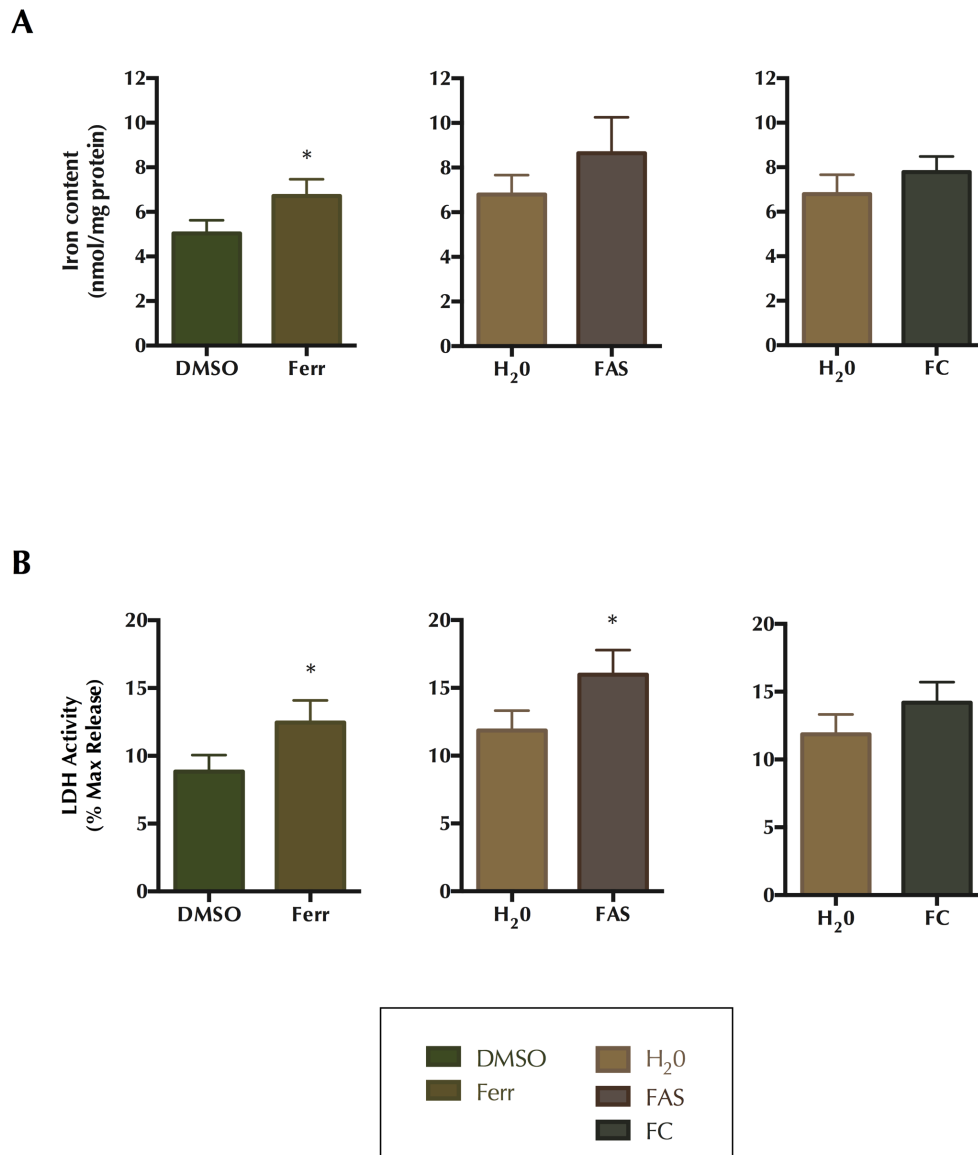 A
Iron content
(nmol/mg protein)
12
10
8
6
4
2
0
*
DMSO Ferr
12
10
8
6
4
2
0
H₂0 FAS
12
10
8
6
4
2
0
H₂0 FC
B
LDH Activity
(% Max Release)
20
15
10
5
0
*
DMSO Ferr
20
15
10
5
0
*
H₂0 FAS
20
15
10
5
0
H₂0 FC
DMSO
Ferr
H₂0
FAS
FC